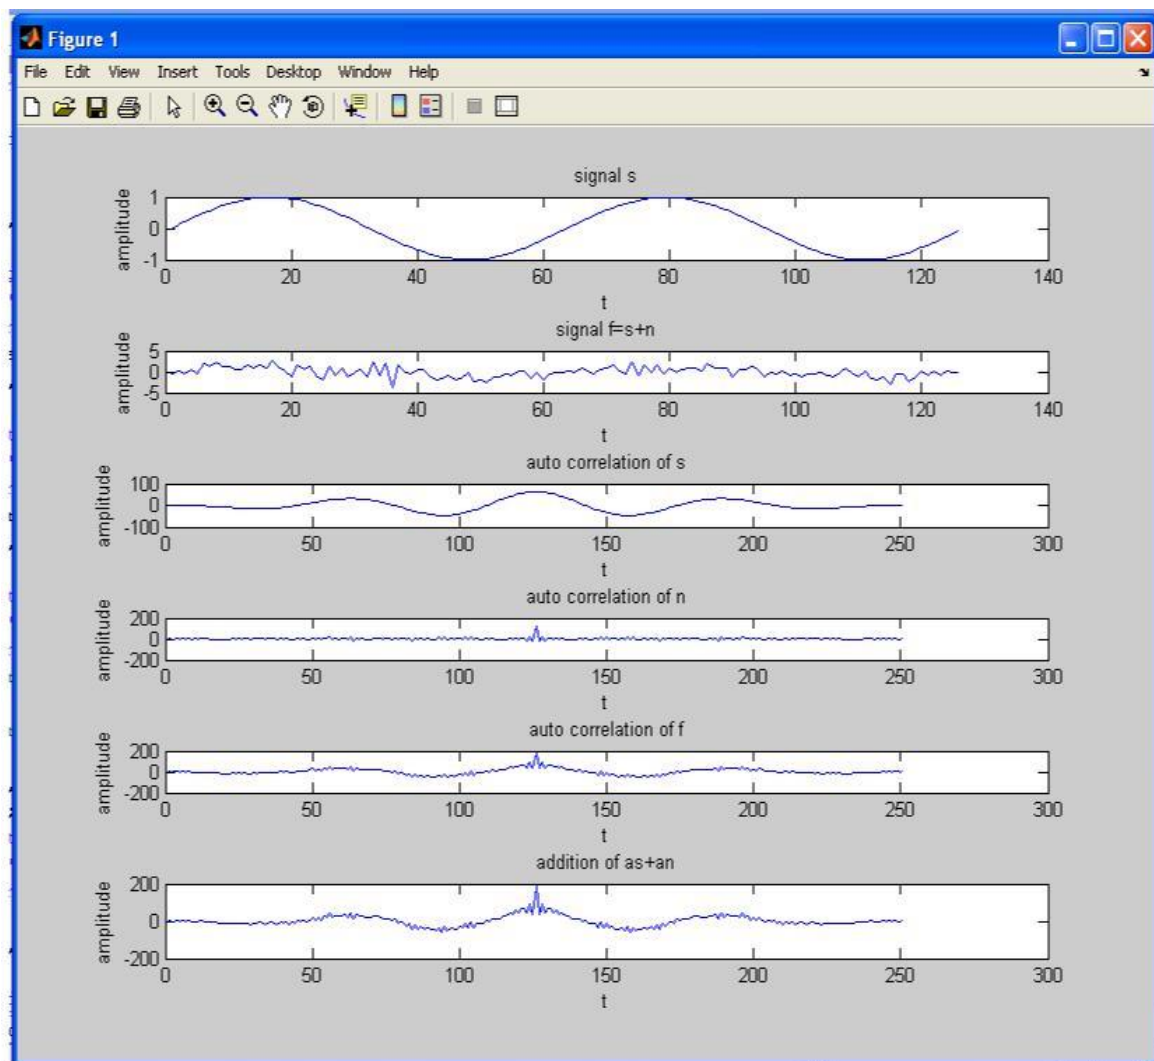 Figure 1
File Edit View Insert Tools Desktop Window Help
signal s
amplitude
1
0
-1
0 20 40 60 80 100 120 140
t
signal f=s+n
amplitude
5
0
-5
0 20 40 60 80 100 120 140
t
auto correlation of s
amplitude
100
0
-100
0 50 100 150 200 250 300
t
auto correlation of n
amplitude
200
0
-200
0 50 100 150 200 250 300
t
auto correlation of f
amplitude
200
0
-200
0 50 100 150 200 250 300
t
addition of as+an
amplitude
200
0
-200
0 50 100 150 200 250 300
t